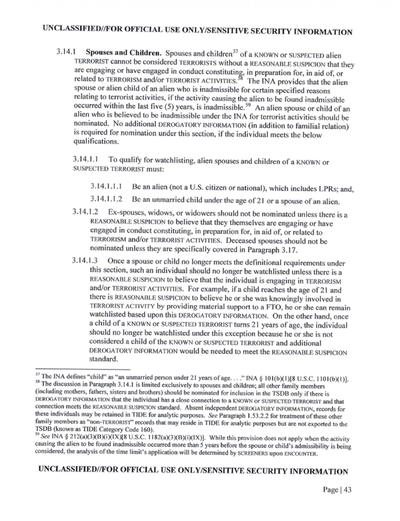 UNCLASSIFIED//FOR OFFICIAL USE ONLY/SENSITIVE SECURITY INFORMATION
3.14.1 Spouses and Children. Spouses and children37 of a KNOWN or SUSPECTED alien
TERRORIST cannot be considered TERRORISTS without a REASONABLE SUSPICION that they
are engaging or have engaged in conduct constituting, in preparation for, in aid of, or
related to TERRORISM and/or TERRORIST ACTIVITIES.38 The INA provides that the alien
spouse or alien child of an alien who is inadmissible for certain specified reasons
relating to terrorist activities, if the activity causing the alien to be found inadmissible
occurred within the last five (5) years, is inadmissible.39 An alien spouse or child of an
alien who is believed to be inadmissible under the INA for terrorist activities should be
nominated. No additional DEROGATORY INFORMATION (in addition to familial relation)
is required for nomination under this section, if the individual meets the below
qualifications.
3.14.1.1 To qualify for watchlisting, alien spouses and children of a KNOWN or
SUSPECTED TERRORIST must:
3.14.1.1.1 Be an alien (not a U.S. citizen or national), which includes LPRs; and,
3.14.1.1.2 Be an unmarried child under the age of 21 or a spouse of an alien.
3.14.1.2 Ex-spouses, widows, or widowers should not be nominated unless there is a
REASONABLE SUSPICION to believe that they themselves are engaging or have
engaged in conduct constituting, in preparation for, in aid of, or related to
TERRORISM and/or TERRORIST ACTIVITIES. Deceased spouses should not be
nominated unless they are specifically covered in Paragraph 3.17.
3.14.1.3 Once a spouse or child no longer meets the definitional requirements under
this section, such an individual should no longer be watchlisted unless there is a
REASONABLE SUSPICION to believe that the individual is engaging in TERRORISM
and/or TERRORIST ACTIVITIES. For example, if a child reaches the age of 21 and
there is REASONABLE SUSPICION to believe he or she was knowingly involved in
TERRORIST ACTIVITY by providing material support to a FTO, he or she can remain
watchlisted based upon this DEROGATORY INFORMATION. On the other hand, once
a child of a KNOWN or SUSPECTED TERRORIST turns 21 years of age, the individual
should no longer be watchlisted under this exception because he or she is not
considered a child of the KNOWN or SUSPECTED TERRORIST and additional
DEROGATORY INFORMATION would be needed to meet the REASONABLE SUSPICION
standard.
37 The INA defines "child" as "an unmarried person under 21 years of age. . . ." INA § 101(b)(1)[8 U.S.C. 1101(b)(1)].
38 The discussion in Paragraph 3.14.1 is limited exclusively to spouses and children; all other family members
(including mothers, fathers, sisters and brothers) should be nominated for inclusion in the TSDB only if there is
DEROGATORY INFORMATION that the individual has a close connection to a KNOWN or SUSPECTED TERRORIST and that
connection meets the REASONABLE SUSPICION standard. Absent independent DEROGATORY INFORMATION, records for
these individuals may be retained in TIDE for analytic purposes. See Paragraph 1.53.2.2 for treatment of these other
family members as "non-TERRORIST" records that may reside in TIDE for analytic purposes but are not exported to the
TSDB (known as TIDE Category Code 160).
39 See INA § 212(a)(3)(B)(i)(IX)[8 U.S.C. 1182(a)(3)(B)(i)(IX)]. While this provision does not apply when the activity
causing the alien to be found inadmissible occurred more than 5 years before the spouse or child's admissibility is being
considered, the analysis of the time limit's application will be determined by SCREENERS upon ENCOUNTER.
UNCLASSIFIED//FOR OFFICIAL USE ONLY/SENSITIVE SECURITY INFORMATION
Page | 43